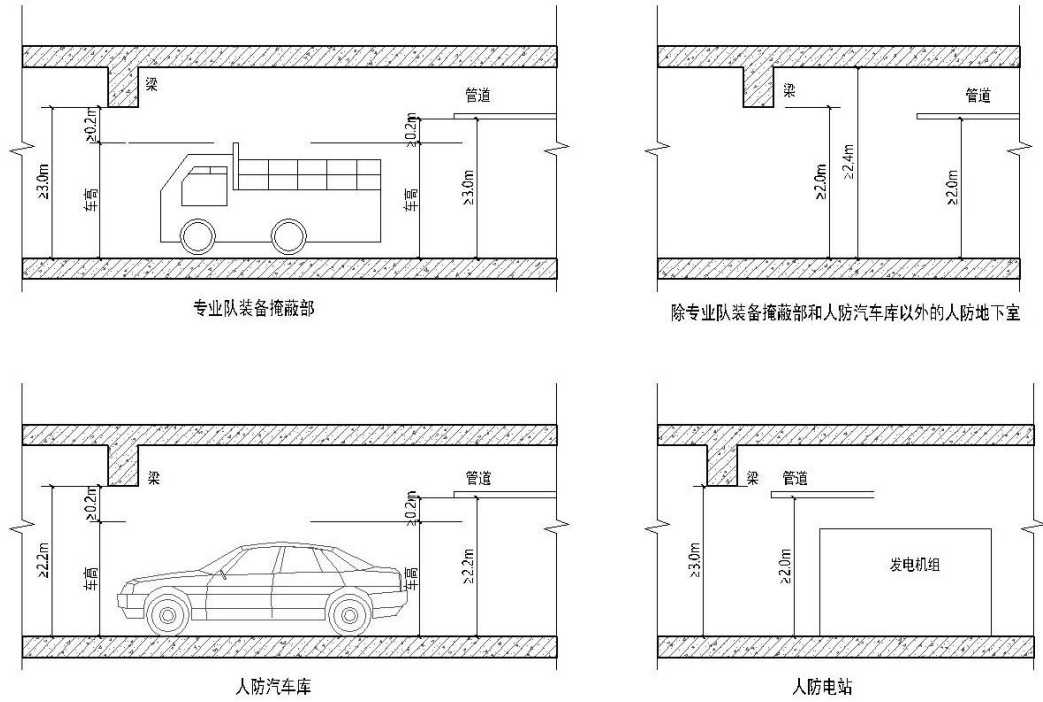 梁
管道
≥0.2m
≥0.2m
≥3.0m
车高
车高
≥3.0m
专业队装备掩蔽部
梁
管道
≥2.0m
≥2.4m
≥2.0m
除专业队装备掩蔽部和人防汽车库以外的人防地下室
梁
管道
≥0.2m
≥0.2m
≥2.2m
车高
车高
≥2.2m
人防汽车库
梁
管道
≥3.0m
≥2.0m
发电机组
人防电站